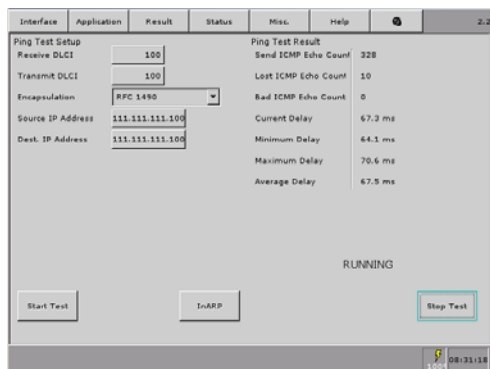 Interface Application Result Status Misc. Help 2.2
Ping Test Setup
Receive DLCI 100
Transmit DLCI 100
Encapsulation RFC 1490
Source IP Address 111.111.111.100
Dest. IP Address 111.111.111.100
Ping Test Result
Send ICMP Echo Count 328
Lost ICMP Echo Count 10
Bad ICMP Echo Count 0
Current Delay 67.3 ms
Minimum Delay 64.1 ms
Maximum Delay 70.6 ms
Average Delay 67.5 ms
RUNNING
Start Test InARP Stop Test
100% 08:31:18